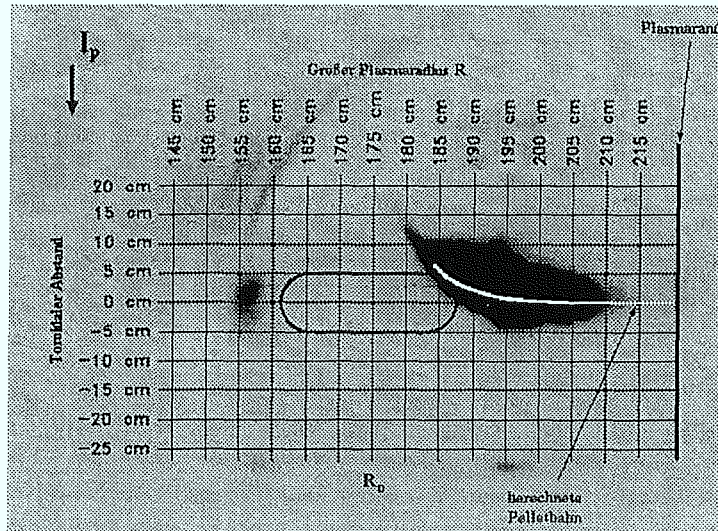 Plasmarand
I_p
Großer Plasmaradius R
145 cm
150 cm
155 cm
160 cm
165 cm
170 cm
175 cm
180 cm
185 cm
190 cm
195 cm
200 cm
205 cm
210 cm
215 cm
Toroidaler Abstand
20 cm
15 cm
10 cm
5 cm
0 cm
-5 cm
-10 cm
-15 cm
-20 cm
-25 cm
R_0
Berechnete
Pelletbahn